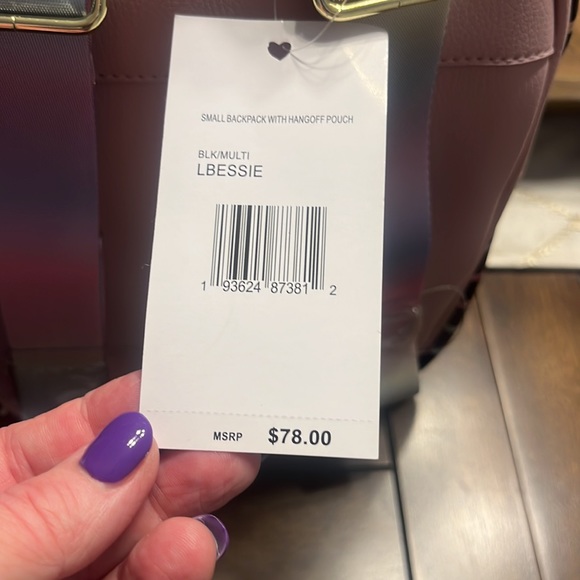 SMALL BACKPACK WITH HANGOFF POUCH
BLK/MULTI
LBESSIE
1 93624 87381 2
MSRP $78.00